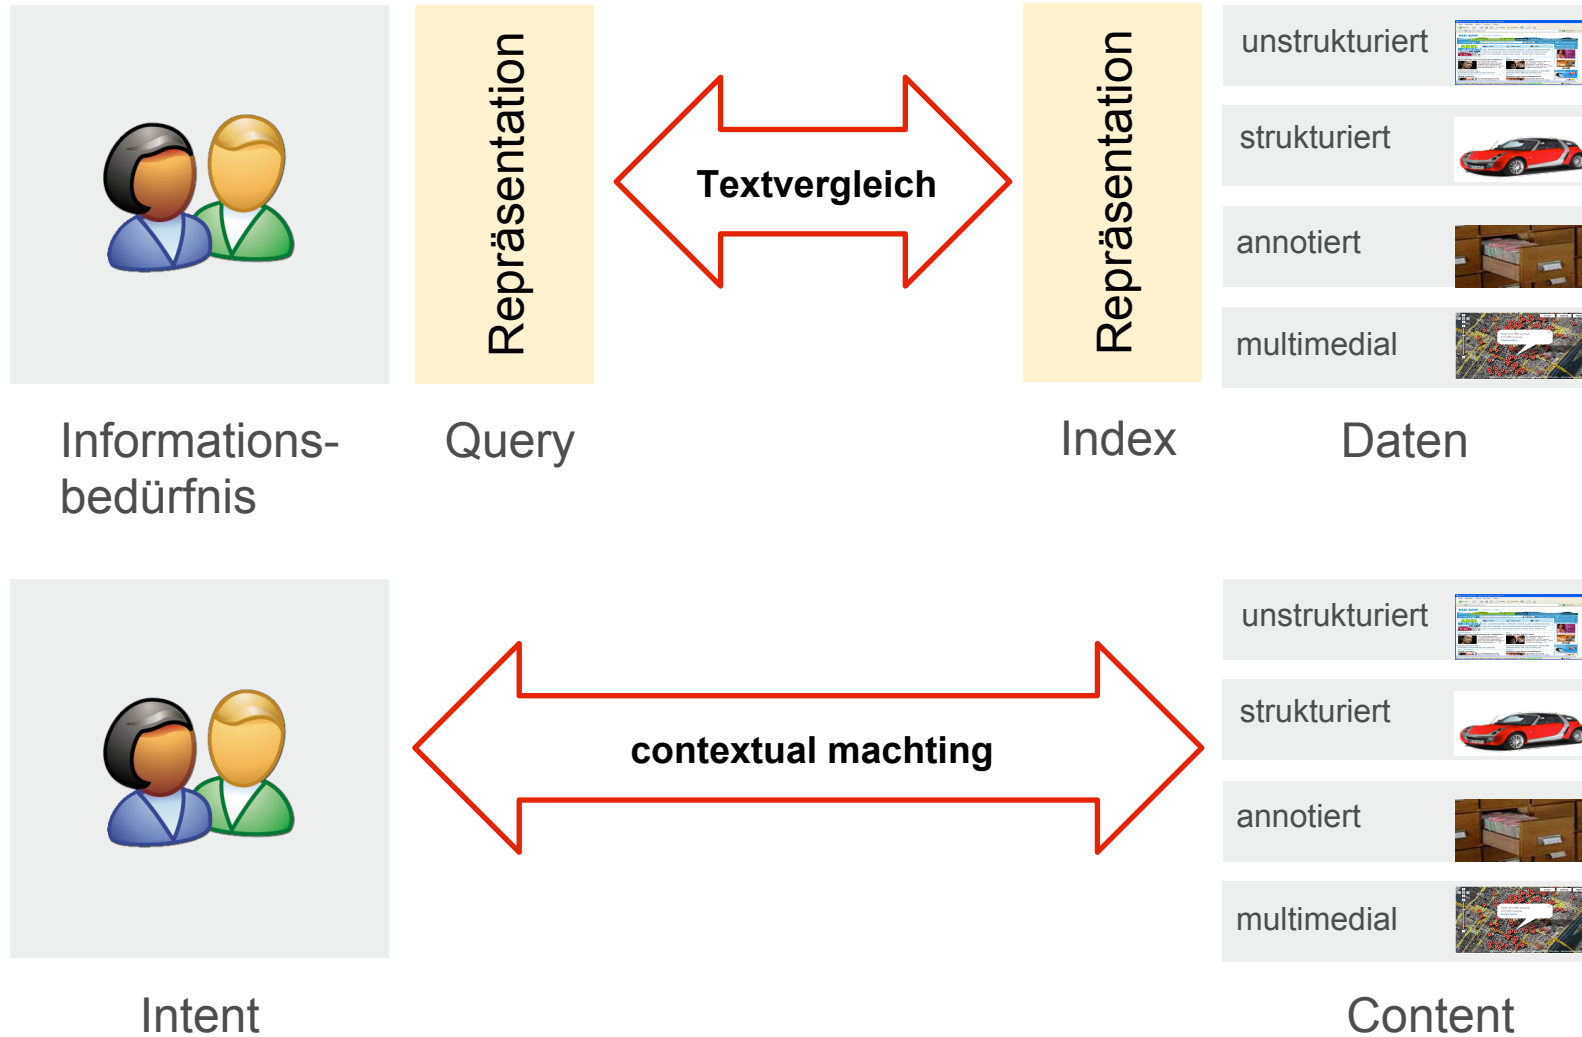 Repräsentation
Textvergleich
Repräsentation
unstrukturiert
strukturiert
annotiert
multimedial
Informations-
bedürfnis
Query
Index
Daten
contextual machting
unstrukturiert
strukturiert
annotiert
multimedial
Intent
Content